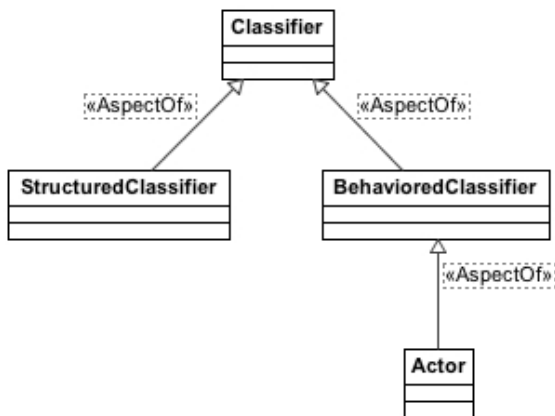 Classifier
«AspectOf»
«AspectOf»
StructuredClassifier
BehavioredClassifier
«AspectOf»
Actor